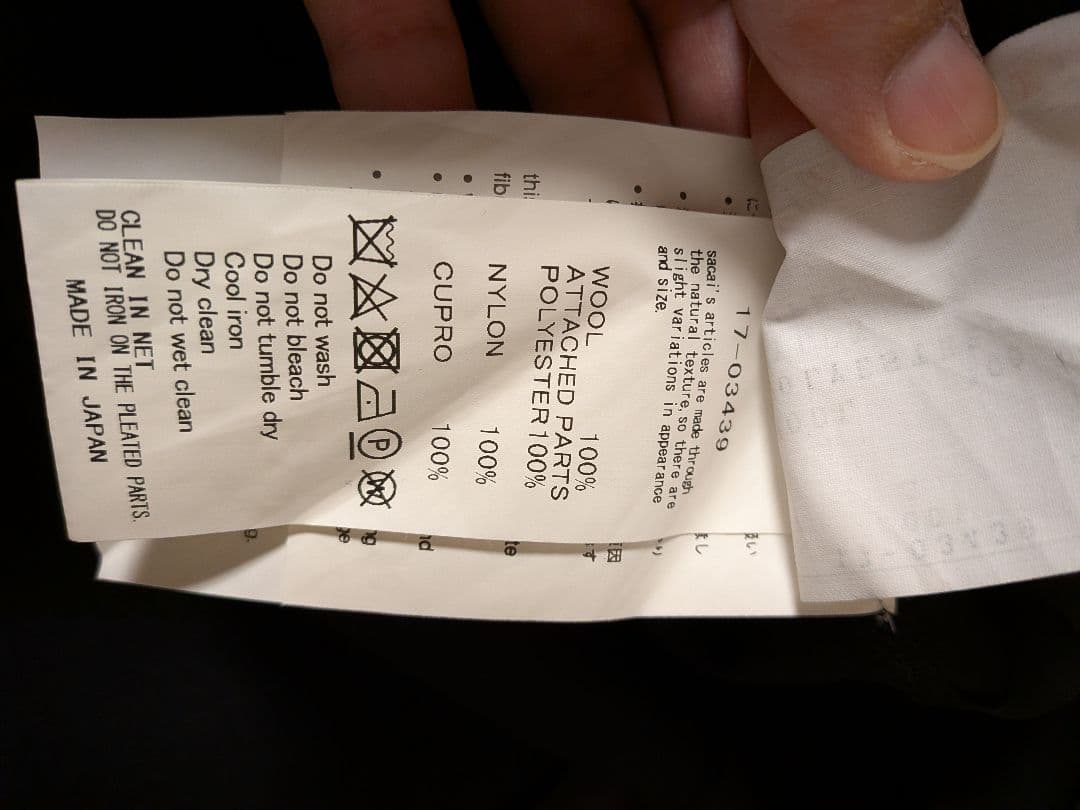 17-03439
sacai's articles are made through
the natural texture, so there are
slight variations in appearance
and size.
WOOL 100%
ATTACHED PARTS
POLYESTER 100%
NYLON 100%
CUPRO 100%
P
W
Do not wash
Do not bleach
Do not tumble dry
Cool iron
Dry clean
Do not wet clean
CLEAN IN NET
DO NOT IRON ON THE PLEATED PARTS.
MADE IN JAPAN